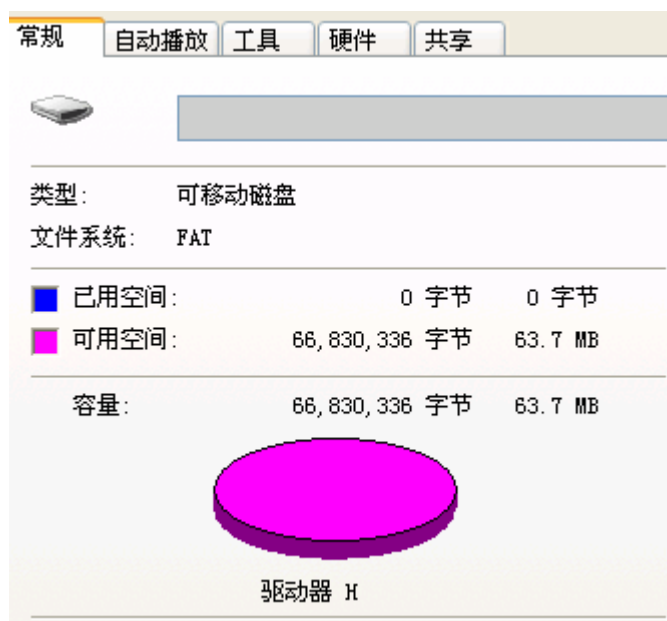 常规 自动播放 工具 硬件 共享
类型: 可移动磁盘
文件系统: FAT
已用空间: 0 字节 0 字节
可用空间: 66,830,336 字节 63.7 MB
容量: 66,830,336 字节 63.7 MB
驱动器 H